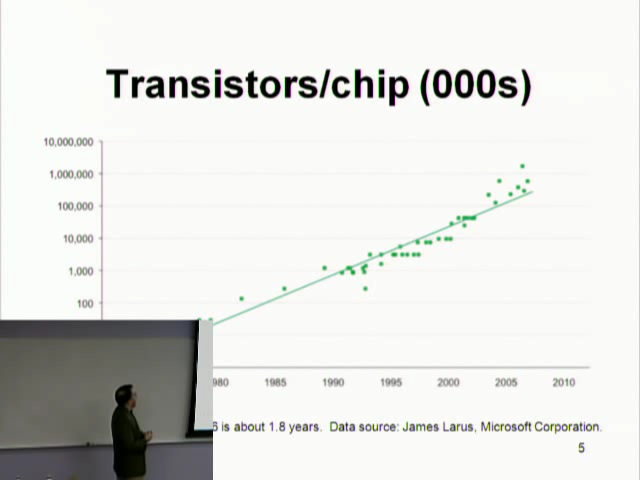 Transistors/chip (000s)
10,000,000
1,000,000
100,000
10,000
1,000
100
980 1985 1990 1995 2000 2005 2010
6 is about 1.8 years. Data source: James Larus, Microsoft Corporation.
5